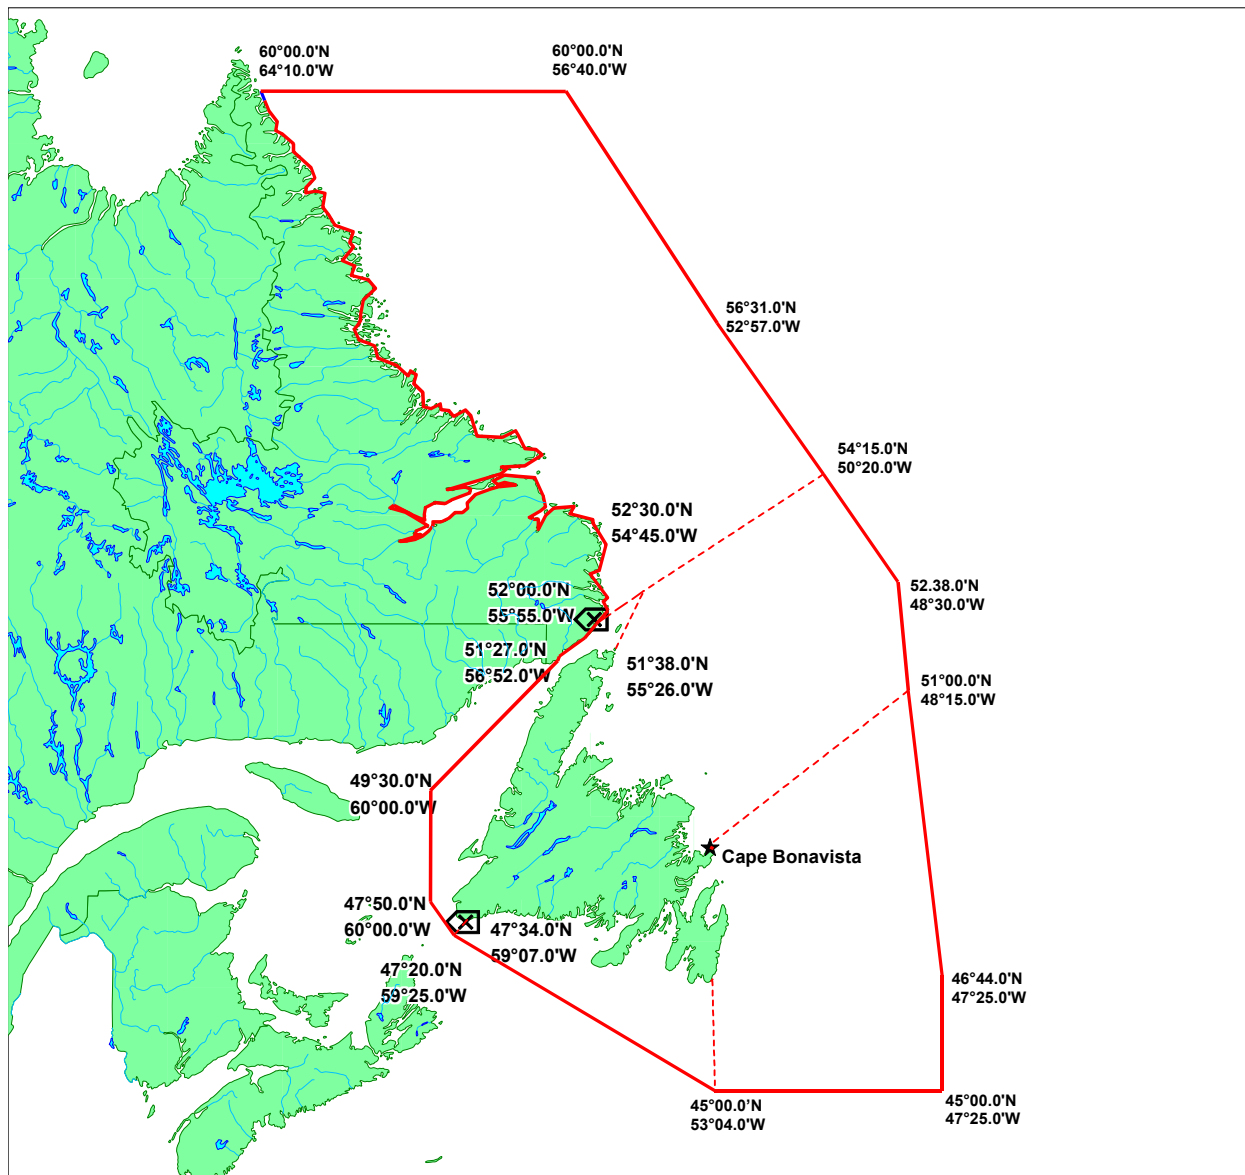 60°00.0'N
64°10.0'W
60°00.0'N
56°40.0'W
56°31.0'N
52°57.0'W
54°15.0'N
50°20.0'W
52°30.0'N
54°45.0'W
52.38.0'N
48°30.0'W
52°00.0'N
55°55.0'W
51°27.0'N
56°52.0'W
51°38.0'N
55°26.0'W
51°00.0'N
48°15.0'W
49°30.0'N
60°00.0'W
Cape Bonavista
47°50.0'N
60°00.0'W
47°34.0'N
59°07.0'W
47°20.0'N
59°25.0'W
46°44.0'N
47°25.0'W
45°00.0'N
53°04.0'W
45°00.0'N
47°25.0'W